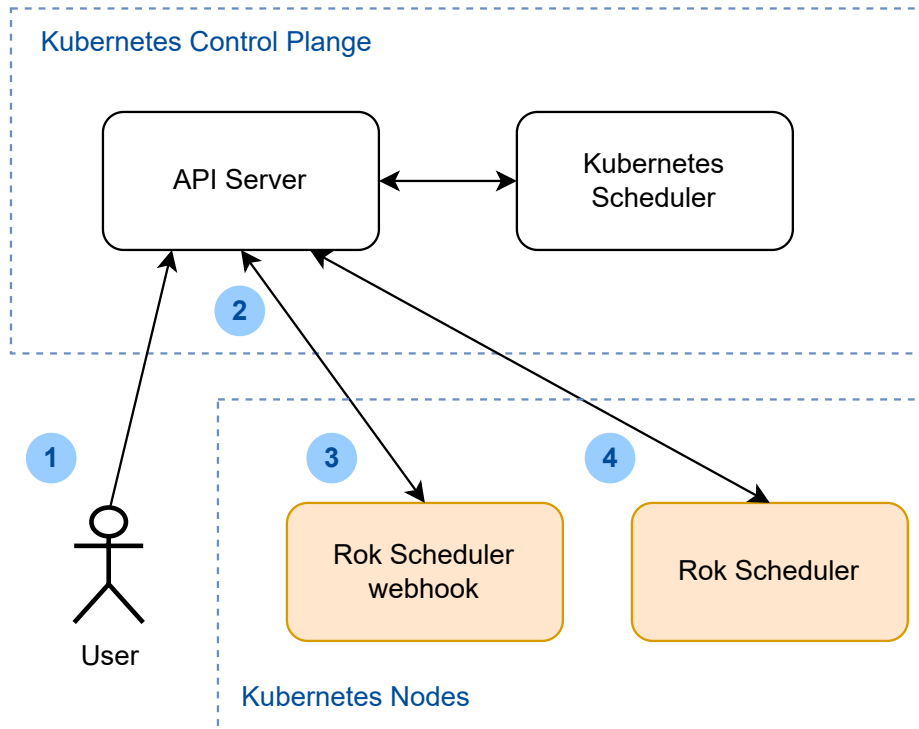 Kubernetes Control Plange
API Server
Kubernetes
Scheduler
2
1
3
4
Rok Scheduler
webhook
Rok Scheduler
User
Kubernetes Nodes